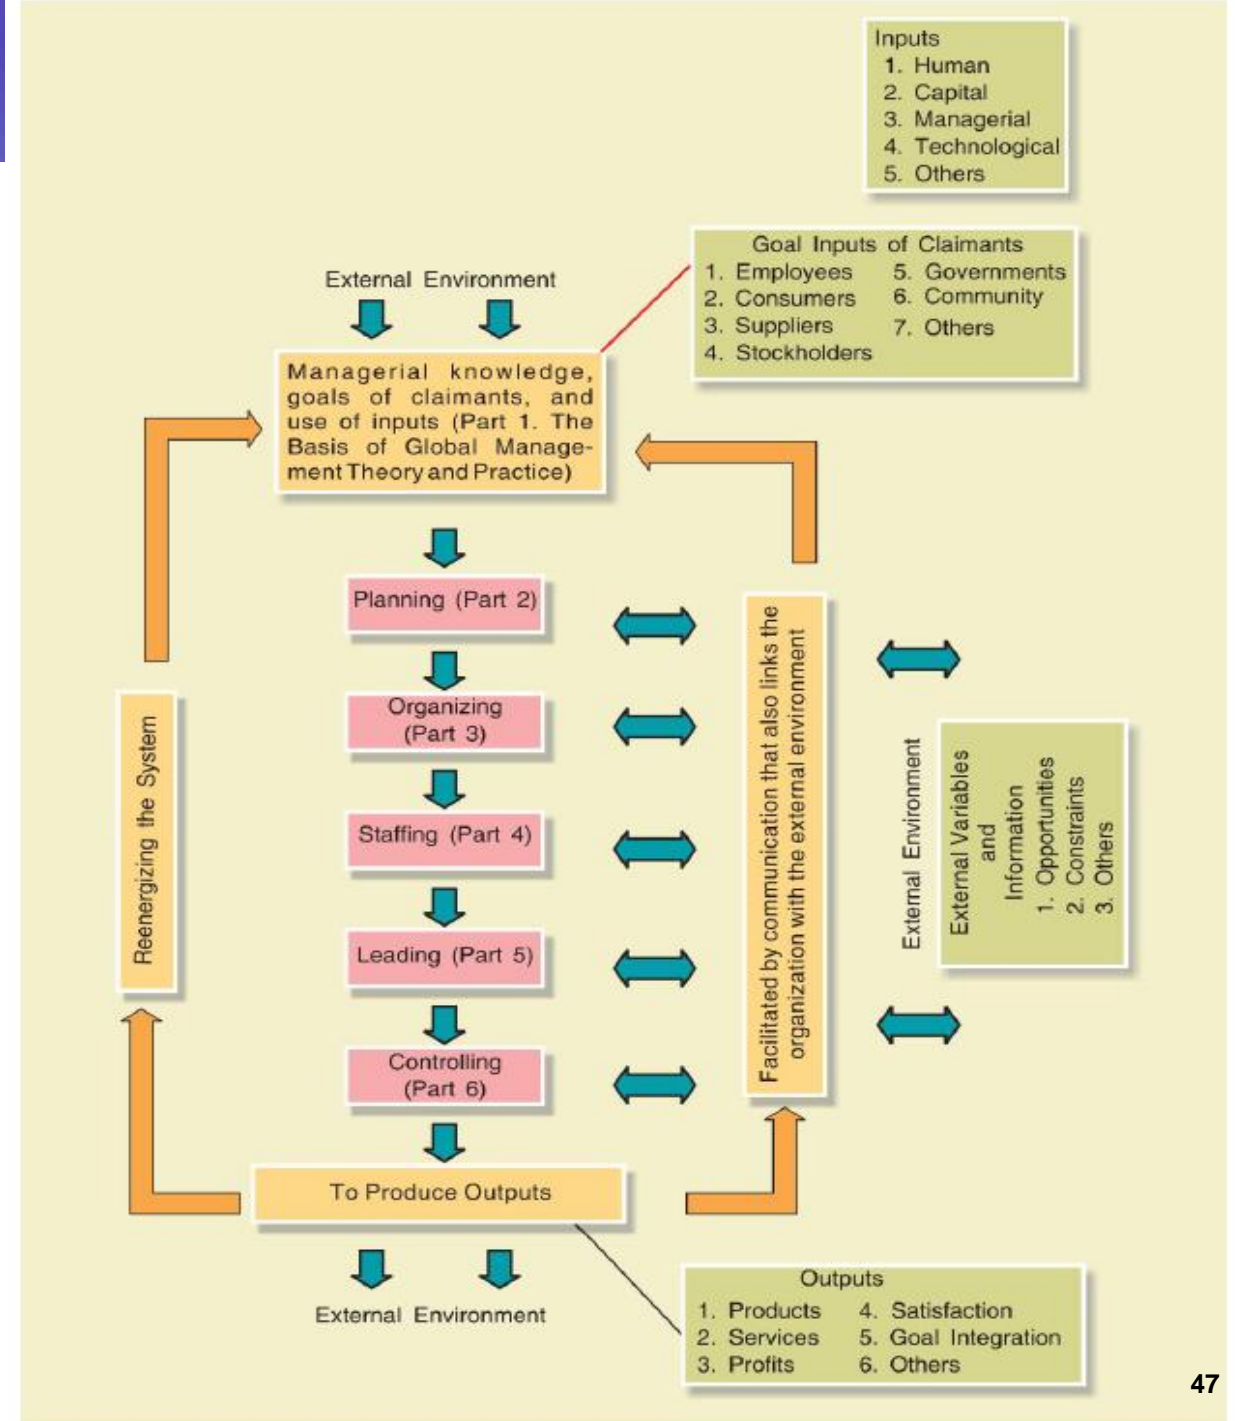 Inputs
1. Human
2. Capital
3. Managerial
4. Technological
5. Others
Goal Inputs of Claimants
1. Employees
2. Consumers
3. Suppliers
4. Stockholders
5. Governments
6. Community
7. Others
External Environment
Managerial knowledge,
goals of claimants, and
use of inputs (Part 1. The
Basis of Global Manage-
ment Theory and Practice)
Planning (Part 2)
Organizing
(Part 3)
Staffing (Part 4)
Leading (Part 5)
Controlling
(Part 6)
Reenergizing the System
Facilitated by communication that also links the
organization with the external environment
External Environment
External Variables
and
Information
1. Opportunities
2. Constraints
3. Others
To Produce Outputs
External Environment
Outputs
1. Products
2. Services
3. Profits
4. Satisfaction
5. Goal Integration
6. Others
47